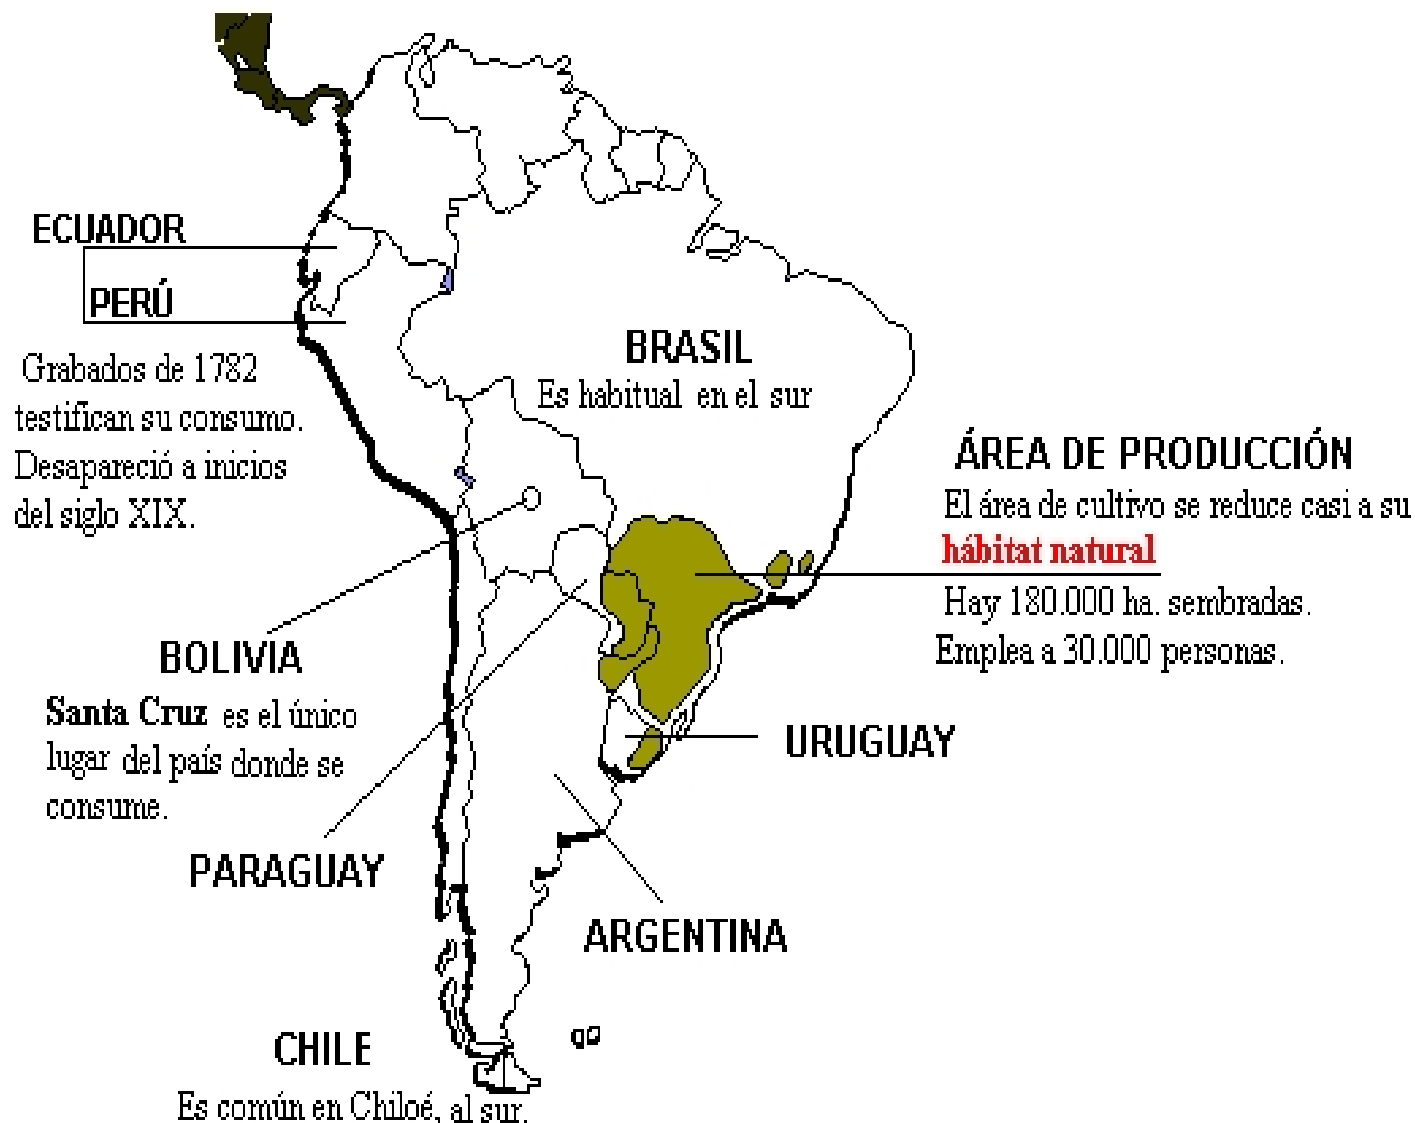 ECUADOR
PERÚ
Grabados de 1782
testifican su consumo.
Desapareció a inicios
del siglo XIX.
BRASIL
Es habitual en el sur
ÁREA DE PRODUCCIÓN
El área de cultivo se reduce casi a su
hábitat natural
Hay 180.000 ha. sembradas.
Emplea a 30.000 personas.
BOLIVIA
Santa Cruz es el único
lugar del país donde se
consume.
URUGUAY
PARAGUAY
ARGENTINA
CHILE
Es común en Chiloé, al sur.